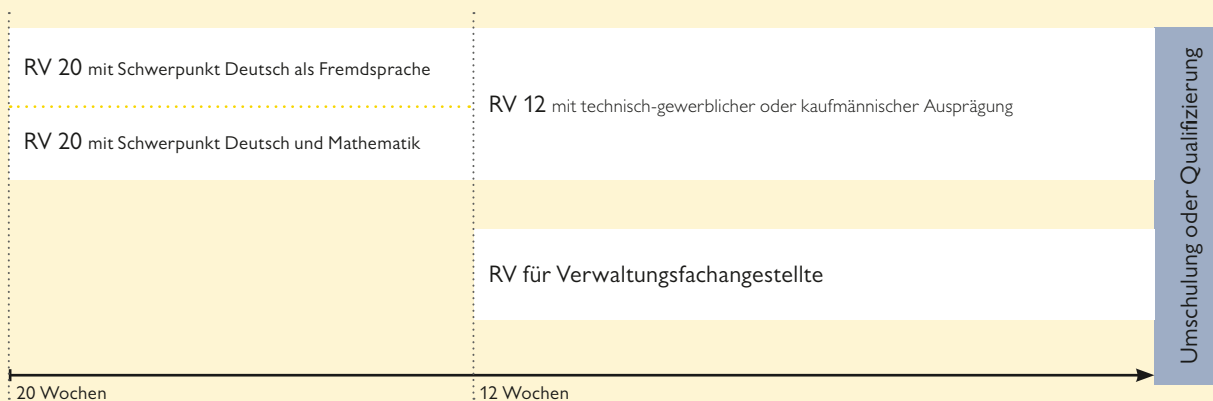 RV 20 mit Schwerpunkt Deutsch als Fremdsprache
RV 20 mit Schwerpunkt Deutsch und Mathematik
RV 12 mit technisch-gewerblicher oder kaufmännischer Ausprägung
RV für Verwaltungsfachangestellte
Umschulung oder Qualifizierung
20 Wochen
12 Wochen